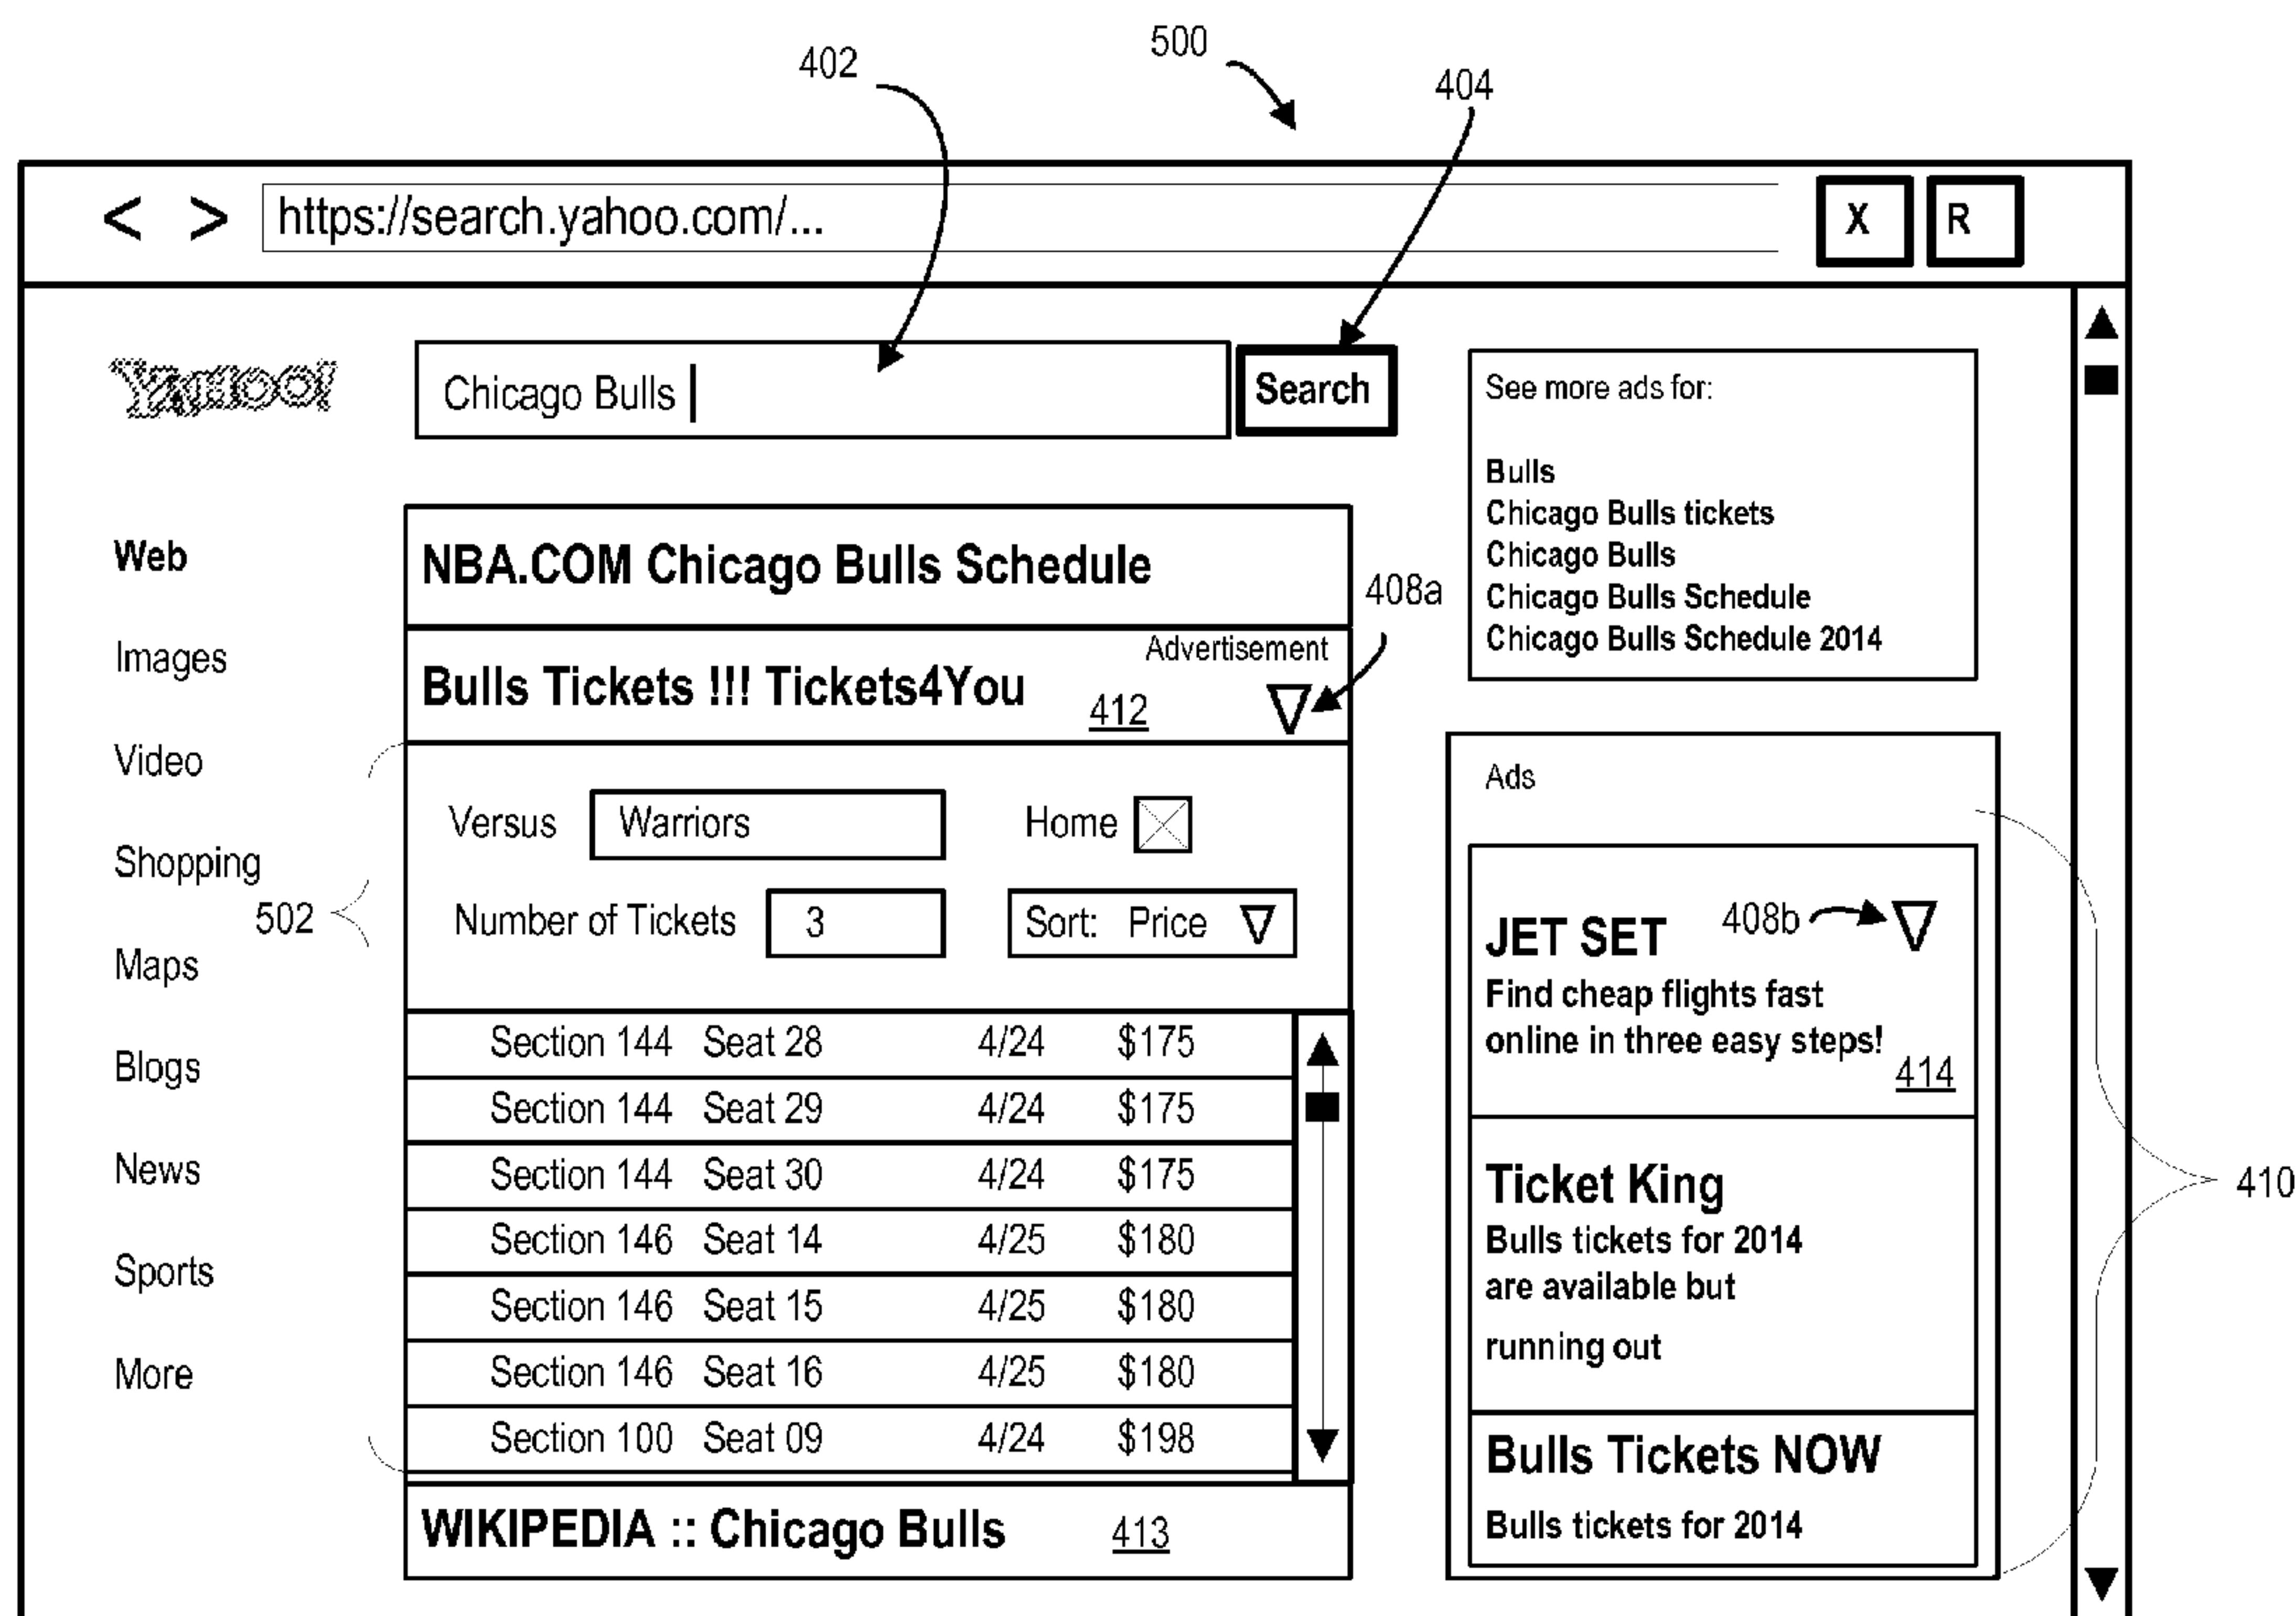 500
402
404
< > https://search.yahoo.com/... X R
YAHOO!
Chicago Bulls
Search
See more ads for:
Bulls
Chicago Bulls tickets
Chicago Bulls
Chicago Bulls Schedule
Chicago Bulls Schedule 2014
Web
Images
Video
Shopping
502
Maps
Blogs
News
Sports
More
NBA.COM Chicago Bulls Schedule
408a
Advertisement
Bulls Tickets !!! Tickets4You
412
Versus Warriors Home
Number of Tickets 3 Sort: Price
Section 144 Seat 28 4/24 $175
Section 144 Seat 29 4/24 $175
Section 144 Seat 30 4/24 $175
Section 146 Seat 14 4/25 $180
Section 146 Seat 15 4/25 $180
Section 146 Seat 16 4/25 $180
Section 100 Seat 09 4/24 $198
WIKIPEDIA :: Chicago Bulls 413
Ads
JET SET 408b
Find cheap flights fast
online in three easy steps!
414
Ticket King
Bulls tickets for 2014
are available but
running out
Bulls Tickets NOW
Bulls tickets for 2014
410